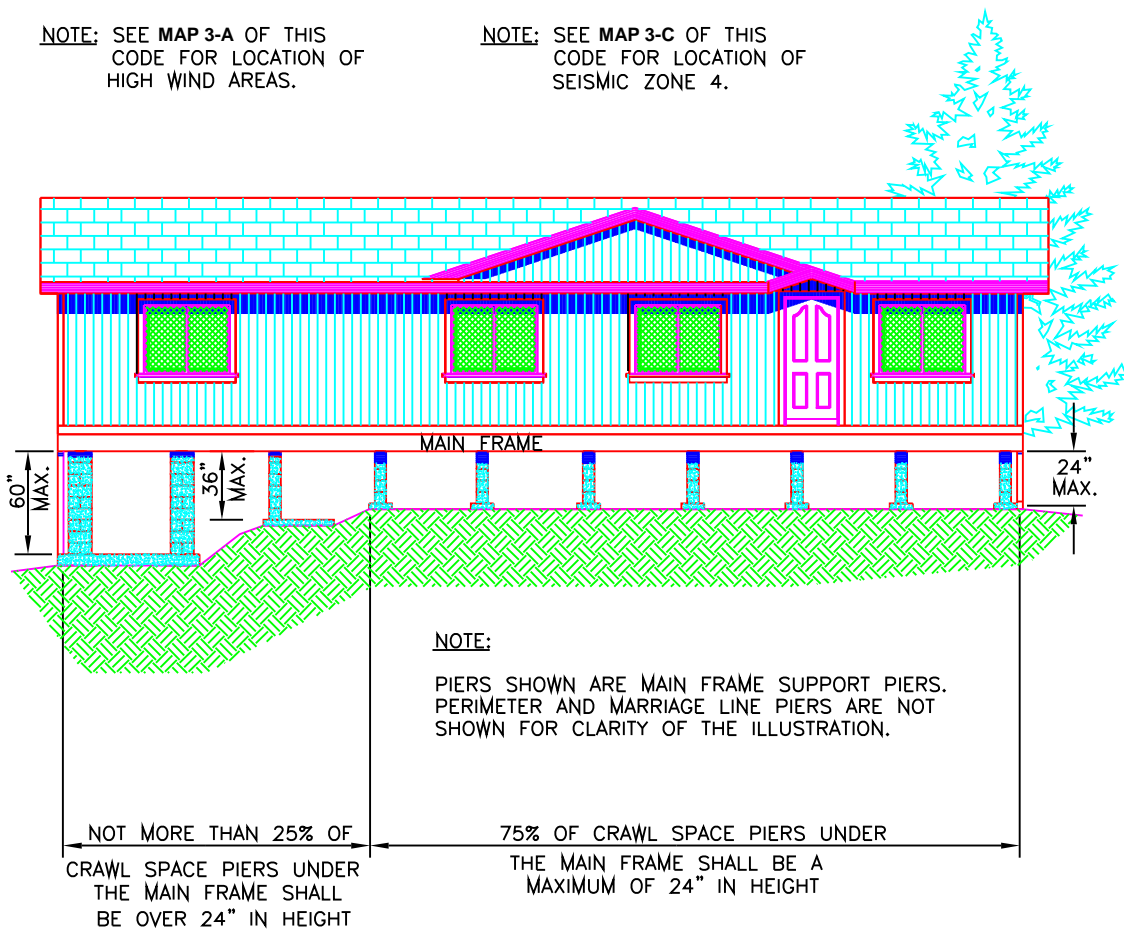 NOTE: SEE MAP 3-A OF THIS
CODE FOR LOCATION OF
HIGH WIND AREAS.
NOTE: SEE MAP 3-C OF THIS
CODE FOR LOCATION OF
SEISMIC ZONE 4.
MAIN FRAME
60"
MAX.
36"
MAX.
24"
MAX.
NOTE:
PIERS SHOWN ARE MAIN FRAME SUPPORT PIERS.
PERIMETER AND MARRIAGE LINE PIERS ARE NOT
SHOWN FOR CLARITY OF THE ILLUSTRATION.
NOT MORE THAN 25% OF
CRAWL SPACE PIERS UNDER
THE MAIN FRAME SHALL
BE OVER 24" IN HEIGHT
75% OF CRAWL SPACE PIERS UNDER
THE MAIN FRAME SHALL BE A
MAXIMUM OF 24" IN HEIGHT